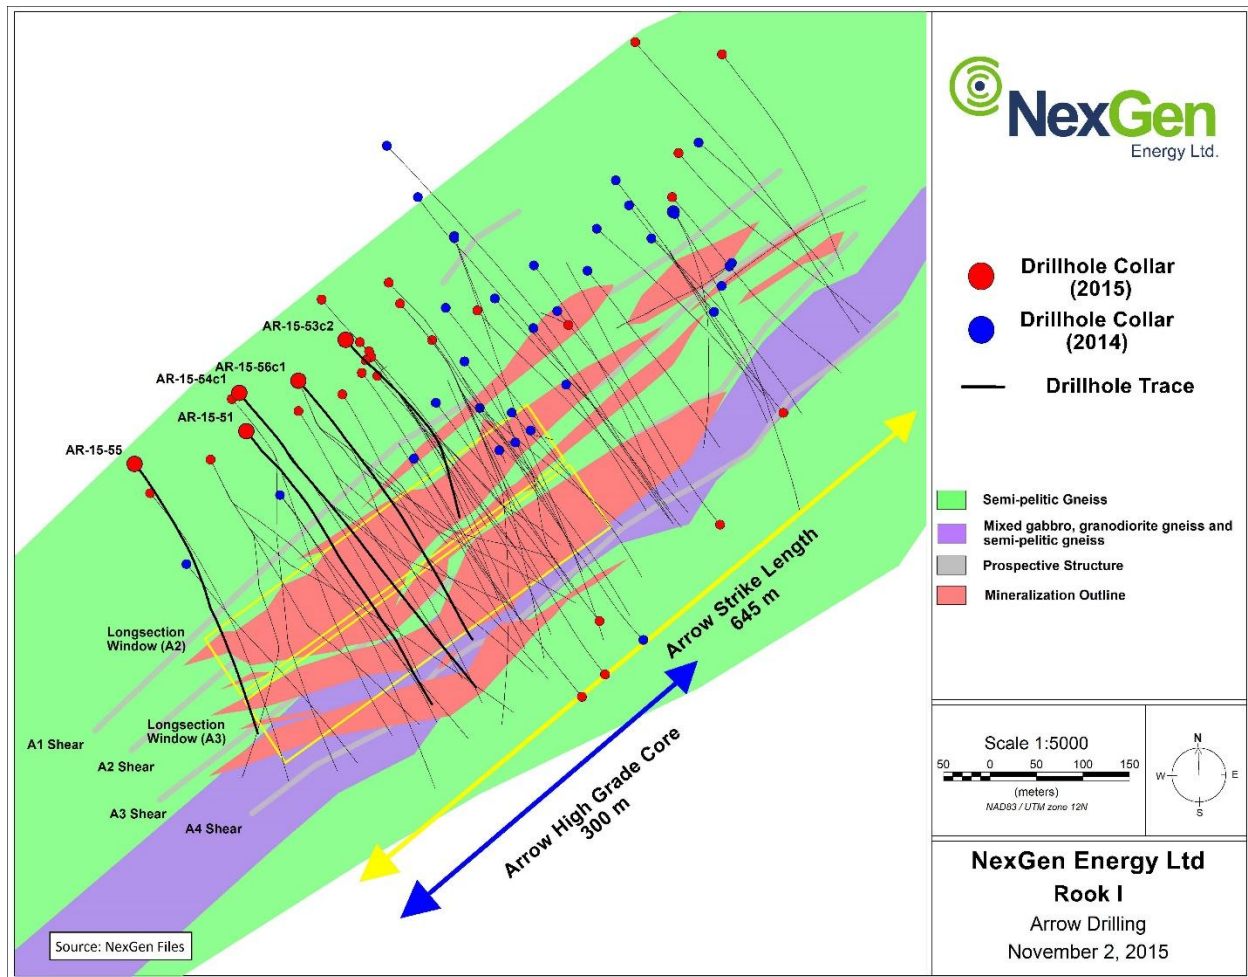 AR-15-53c2
AR-15-56c1
AR-15-54c1
AR-15-51
AR-15-55
Longsection
Window (A2)
Longsection
Window (A3)
A1 Shear
A2 Shear
A3 Shear
A4 Shear
Arrow Strike Length
645 m
Arrow High Grade Core
300 m
Source: NexGen Files
NexGen
Energy Ltd.
Drillhole Collar
(2015)
Drillhole Collar
(2014)
Drillhole Trace
Semi-pelitic Gneiss
Mixed gabbro, granodiorite gneiss and
semi-pelitic gneiss
Prospective Structure
Mineralization Outline
Scale 1:5000
50 0 50 100 150
(meters)
NAD83 / UTM zone 12N
N
W E
S
NexGen Energy Ltd
Rook I
Arrow Drilling
November 2, 2015